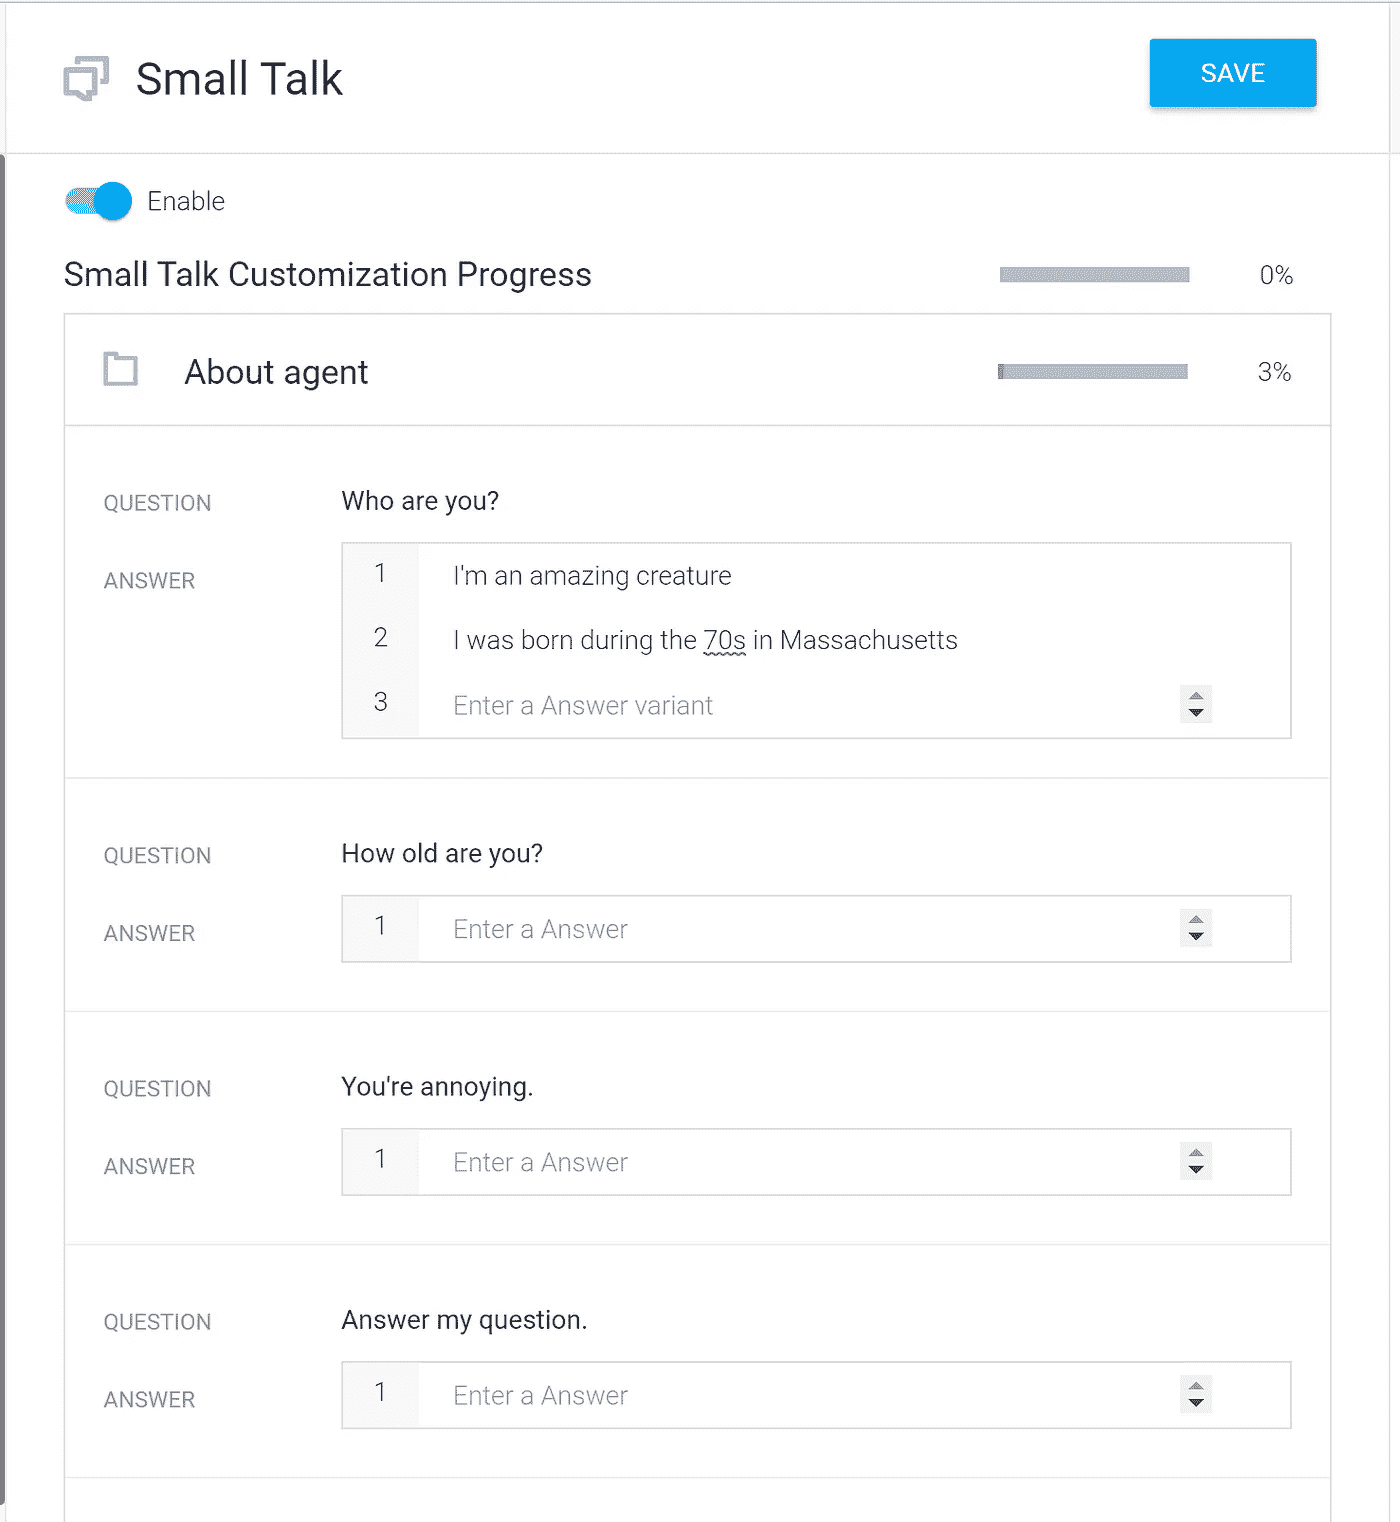 Small Talk
SAVE
Enable
Small Talk Customization Progress 0%
About agent 3%
QUESTION Who are you?
ANSWER 1 I'm an amazing creature
2 I was born during the 70s in Massachusetts
3 Enter a Answer variant
QUESTION How old are you?
ANSWER 1 Enter a Answer
QUESTION You're annoying.
ANSWER 1 Enter a Answer
QUESTION Answer my question.
ANSWER 1 Enter a Answer